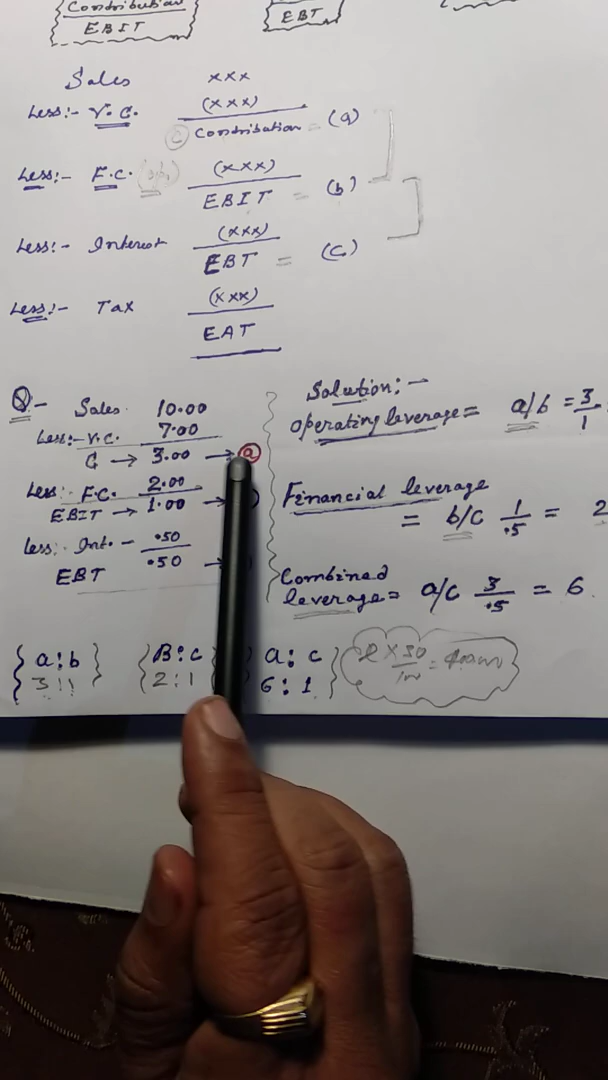 Contribution
EBIT
EBT
Sales xxx
Less:- V.C. (xxx)
C Contribution = (a)
Less:- F.C. (xxx)
EBIT = (b)
Less:- Interest (xxx)
EBT = (C)
Less:- Tax (xxx)
EAT
Q- Sales 10.00
Less:- V.C. 7.00
C → 3.00 → a
Less:- F.C. 2.00
EBIT → 1.00 →
Less:- Int. - .50
EBT .50 →
Solution:-
Operating leverage = a/b = 3/1
Financial leverage
= b/c 1/.5 = 2
Combined
leverage = a/c 3/.5 = 6
{a:b} {B:c} a:c}
3:1 2:1 6:1